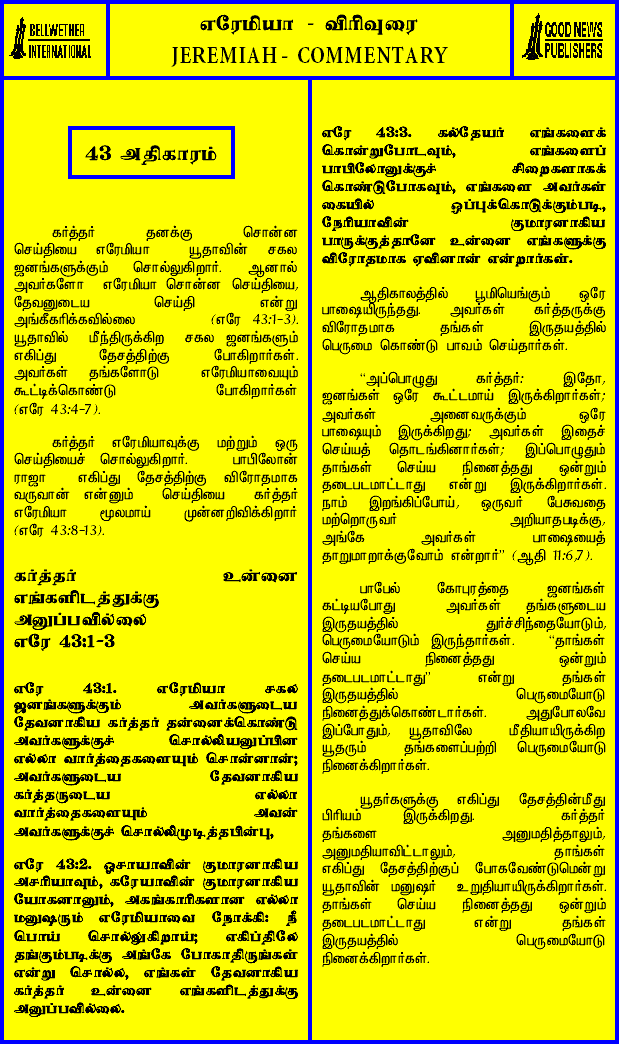 BELLWETHER
INTERNATIONAL
எரேமியா - விரிவுரை
JEREMIAH - COMMENTARY
GOOD NEWS
PUBLISHERS
43 அதிகாரம்
கர்த்தர் தனக்கு சொன்ன
செய்தியை எரேமியா யூதாவின் சகல
ஜனங்களுக்கும் சொல்லுகிறார். ஆனால்
அவர்களோ எரேமியா சொன்ன செய்தியை,
தேவனுடைய செய்தி என்று
அங்கீகரிக்கவில்லை (எரே 43:1-3).
யூதாவில் மீந்திருக்கிற சகல ஜனங்களும்
எகிப்து தேசத்திற்கு போகிறார்கள்.
அவர்கள் தங்களோடு எரேமியாவையும்
கூட்டிக்கொண்டு போகிறார்கள்
(எரே 43:4-7).
கர்த்தர் எரேமியாவுக்கு மற்றும் ஒரு
செய்தியைச் சொல்லுகிறார். பாபிலோன்
ராஜா எகிப்து தேசத்திற்கு விரோதமாக
வருவான் என்னும் செய்தியை கர்த்தர்
எரேமியா மூலமாய் முன்னறிவிக்கிறார்
(எரே 43:8-13).
கர்த்தர் உன்னை
எங்களிடத்துக்கு
அனுப்பவில்லை
எரே 43:1-3
எரே 43:1. எரேமியா சகல
ஜனங்களுக்கும் அவர்களுடைய
தேவனாகிய கர்த்தர் தன்னைக்கொண்டு
அவர்களுக்குச் சொல்லியனுப்பின
எல்லா வார்த்தைகளையும் சொன்னான்;
அவர்களுடைய தேவனாகிய
கர்த்தருடைய எல்லா
வார்த்தைகளையும் அவன்
அவர்களுக்குச் சொல்லிமுடித்தபின்பு,
எரே 43:2. ஓசாயாவின் குமாரனாகிய
அசரியாவும், கரேயாவின் குமாரனாகிய
யோகனானும், அகங்காரிகளான எல்லா
மனுஷரும் எரேமியாவை நோக்கி: நீ
பொய் சொல்லுகிறாய்; எகிப்திலே
தங்கும்படிக்கு அங்கே போகாதிருங்கள்
என்று சொல்ல, எங்கள் தேவனாகிய
கர்த்தர் உன்னை எங்களிடத்துக்கு
அனுப்பவில்லை.
எரே 43:3. கல்தேயர் எங்களைக்
கொன்றுபோடவும், எங்களைப்
பாபிலோனுக்குச் சிறைகளாகக்
கொண்டுபோகவும், எங்களை அவர்கள்
கையில் ஒப்புக்கொடுக்கும்படி,
நேரியாவின் குமாரனாகிய
பாருக்குத்தானே உன்னை எங்களுக்கு
விரோதமாக ஏவினான் என்றார்கள்.
ஆதிகாலத்தில் பூமியெங்கும் ஒரே
பாஷையிருந்தது. அவர்கள் கர்த்தருக்கு
விரோதமாக தங்கள் இருதயத்தில்
பெருமை கொண்டு பாவம் செய்தார்கள்.
“அப்பொழுது கர்த்தர்: இதோ,
ஜனங்கள் ஒரே கூட்டமாய் இருக்கிறார்கள்;
அவர்கள் அனைவருக்கும் ஒரே
பாஷையும் இருக்கிறது; அவர்கள் இதைச்
செய்யத் தொடங்கினார்கள்; இப்பொழுதும்
தாங்கள் செய்ய நினைத்தது ஒன்றும்
தடைபடமாட்டாது என்று இருக்கிறார்கள்.
நாம் இறங்கிப்போய், ஒருவர் பேசுவதை
மற்றொருவர் அறியாதபடிக்கு,
அங்கே அவர்கள் பாஷையைத்
தாறுமாறாக்குவோம் என்றார்” (ஆதி 11:6,7).
பாபேல் கோபுரத்தை ஜனங்கள்
கட்டியபோது அவர்கள் தங்களுடைய
இருதயத்தில் துர்ச்சிந்தையோடும்,
பெருமையோடும் இருந்தார்கள். “தாங்கள்
செய்ய நினைத்தது ஒன்றும்
தடைபடமாட்டாது” என்று தங்கள்
இருதயத்தில் பெருமையோடு
நினைத்துக்கொண்டார்கள். அதுபோலவே
இப்போதும், யூதாவிலே மீதியாயிருக்கிற
யூதரும் தங்களைப்பற்றி பெருமையோடு
நினைக்கிறார்கள்.
யூதர்களுக்கு எகிப்து தேசத்தின்மீது
பிரியம் இருக்கிறது. கர்த்தர்
தங்களை அனுமதித்தாலும்,
அனுமதியாவிட்டாலும், தாங்கள்
எகிப்து தேசத்திற்குப் போகவேண்டுமென்று
யூதாவின் மனுஷர் உறுதியாயிருக்கிறார்கள்.
தாங்கள் செய்ய நினைத்தது ஒன்றும்
தடைபடமாட்டாது என்று தங்கள்
இருதயத்தில் பெருமையோடு
நினைக்கிறார்கள்.